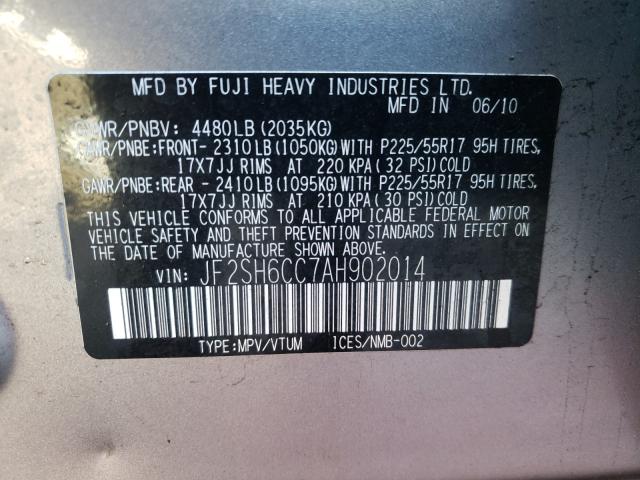 MFD BY FUJI HEAVY INDUSTRIES LTD.
MFD IN 06/10
GVWR/PNBV: 4480LB(2035KG)
GAWR/PNBE:FRONT- 2310LB(1050KG)WITH P225/55R17 95H TIRES,
17X7JJ RIMS AT 220 KPA(32 PSI)COLD
GAWR/PNBE:REAR - 2410LB(1095KG)WITH P225/55R17 95H TIRES,
17X7JJ RIMS AT 210 KPA(30 PSI)COLD
THIS VEHICLE CONFORMS TO ALL APPLICABLE FEDERAL MOTOR
VEHICLE SAFETY AND THEFT PREVENTION STANDARDS IN EFFECT
ON THE DATE OF MANUFACTURE SHOWN ABOVE.
VIN: JF2SH6CC7AH902014
TYPE:MPV/VTUM ICES/NMB-002